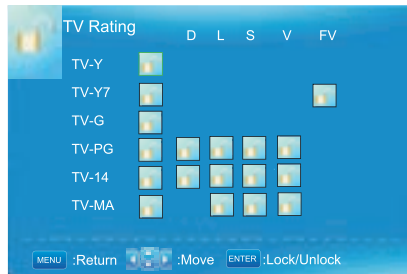 TV Rating D L S V FV
TV-Y
TV-Y7
TV-G
TV-PG
TV-14
TV-MA
MENU :Return :Move ENTER :Lock/Unlock